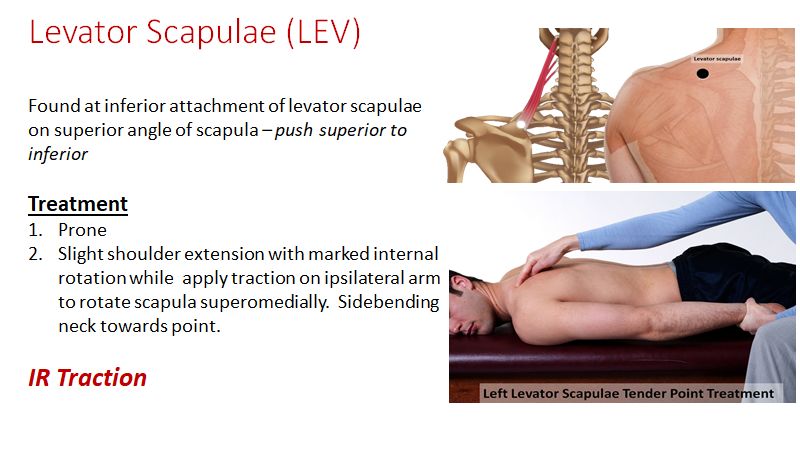 Levator Scapulae (LEV)
Found at inferior attachment of levator scapulae
on superior angle of scapula – push superior to
inferior
Treatment
1. Prone
2. Slight shoulder extension with marked internal
rotation while apply traction on ipsilateral arm
to rotate scapula superomedially. Sidebending
neck towards point.
IR Traction
Levator scapulae
Left Levator Scapulae Tender Point Treatment